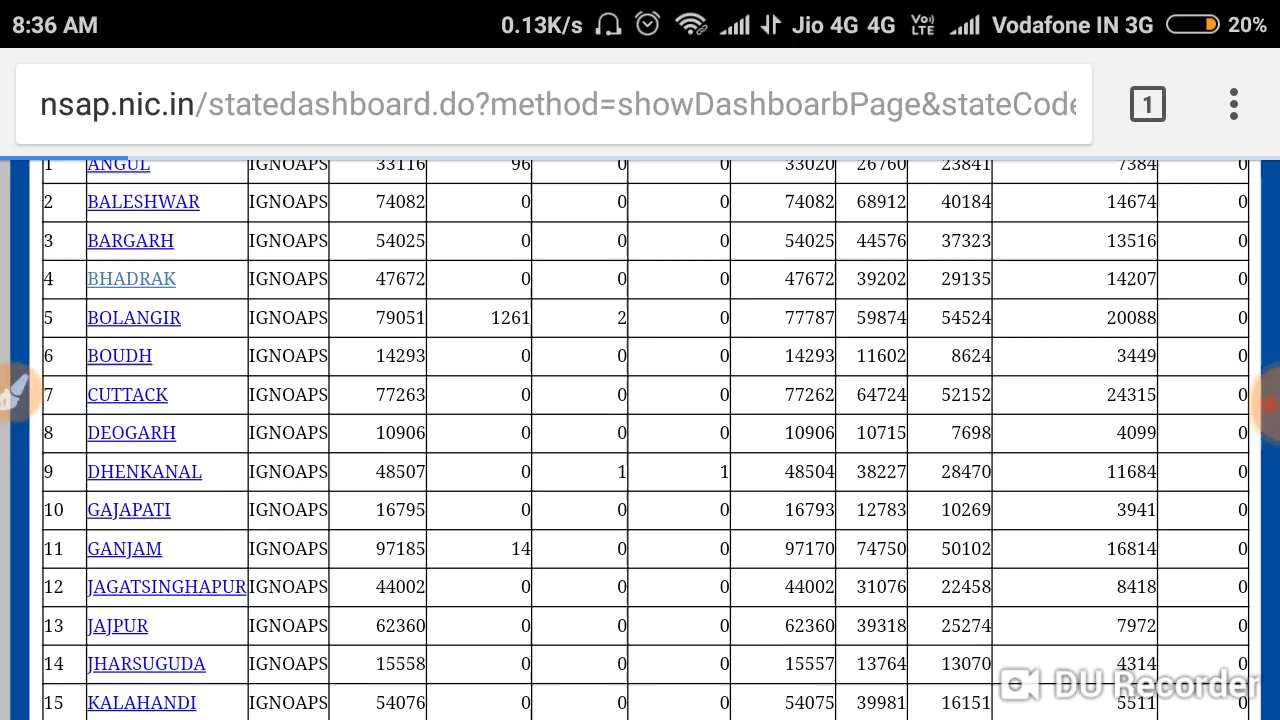 8:36 AM 0.13K/s Jio 4G 4G Vo) LTE Vodafone IN 3G 20%
nsap.nic.in/statedashboard.do?method=showDashboarbPage&stateCode 1
1 ANGUL IGNOAPS 33116 96 0 0 33020 26760 23841 7384 0
2 BALESHWAR IGNOAPS 74082 0 0 0 74082 68912 40184 14674 0
3 BARGARH IGNOAPS 54025 0 0 0 54025 44576 37323 13516 0
4 BHADRAK IGNOAPS 47672 0 0 0 47672 39202 29135 14207 0
5 BOLANGIR IGNOAPS 79051 1261 2 0 77787 59874 54524 20088 0
6 BOUDH IGNOAPS 14293 0 0 0 14293 11602 8624 3449 0
7 CUTTACK IGNOAPS 77263 0 0 0 77262 64724 52152 24315 0
8 DEOGARH IGNOAPS 10906 0 0 0 10906 10715 7698 4099 0
9 DHENKANAL IGNOAPS 48507 0 1 1 48504 38227 28470 11684 0
10 GAJAPATI IGNOAPS 16795 0 0 0 16793 12783 10269 3941 0
11 GANJAM IGNOAPS 97185 14 0 0 97170 74750 50102 16814 0
12 JAGATSINGHAPUR IGNOAPS 44002 0 0 0 44002 31076 22458 8418 0
13 JAJPUR IGNOAPS 62360 0 0 0 62360 39318 25274 7972 0
14 JHARSUGUDA IGNOAPS 15558 0 0 0 15557 13764 13070 4314 0
DU Recorder
15 KALAHANDI IGNOAPS 54076 0 0 0 54075 39981 16151 5511 0